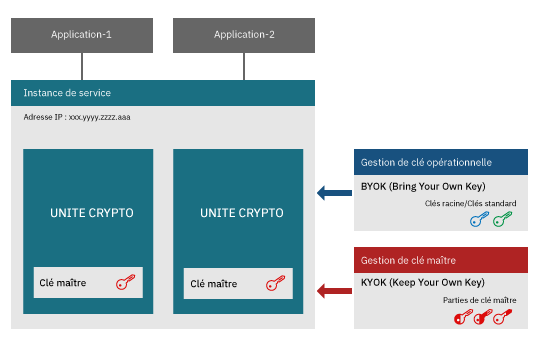 Application-1
Application-2
Instance de service
Adresse IP : xxx.yyyy.zzzz.aaa
UNITE CRYPTO
UNITE CRYPTO
Clé maître
Clé maître
Gestion de clé opérationnelle
BYOK (Bring Your Own Key)
Clés racine/Clés standard
Gestion de clé maître
KYOK (Keep Your Own Key)
Parties de clé maître